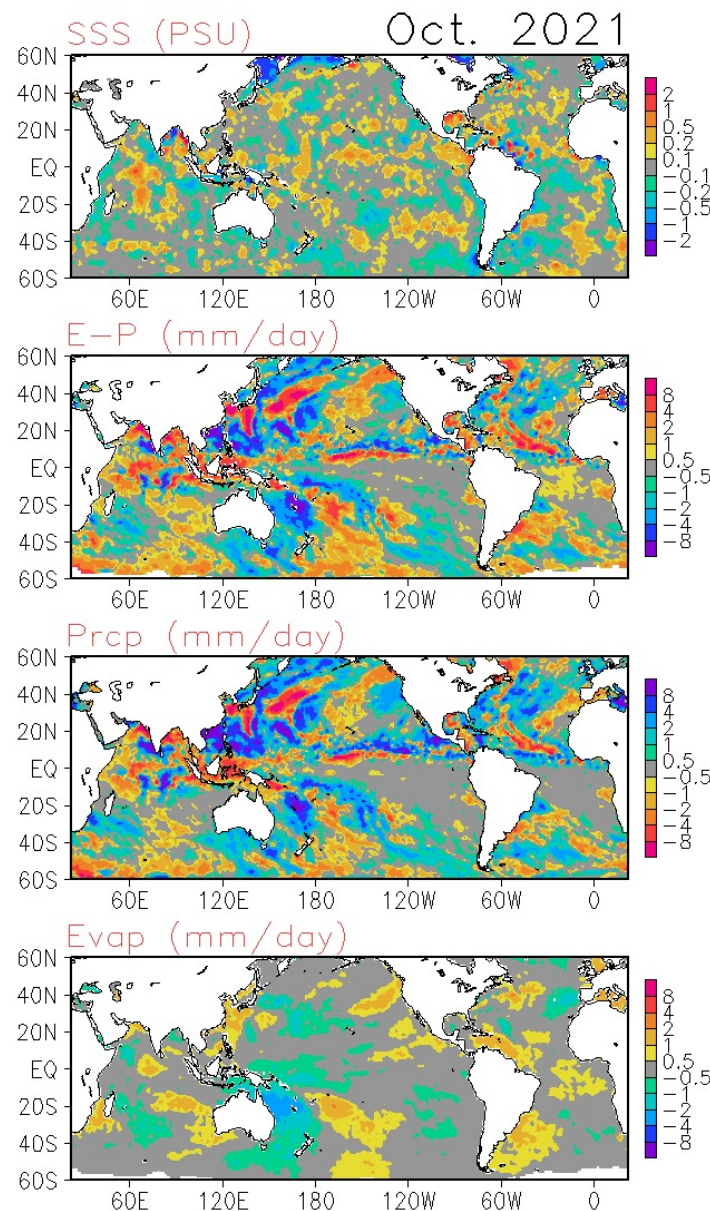 SSS (PSU) Oct. 2021
60N
40N
20N
EQ
20S
40S
60S
60E 120E 180 120W 60W 0
2
1
0.5
0.2
0.1
−0.1
−0.2
−0.5
−1
−2
E−P (mm/day)
60N
40N
20N
EQ
20S
40S
60S
60E 120E 180 120W 60W 0
8
4
2
1
0.5
−0.5
−1
−2
−4
−8
Prcp (mm/day)
60N
40N
20N
EQ
20S
40S
60S
60E 120E 180 120W 60W 0
8
4
2
1
0.5
−0.5
−1
−2
−4
−8
Evap (mm/day)
60N
40N
20N
EQ
20S
40S
60S
60E 120E 180 120W 60W 0
8
4
2
1
0.5
−0.5
−1
−2
−4
−8